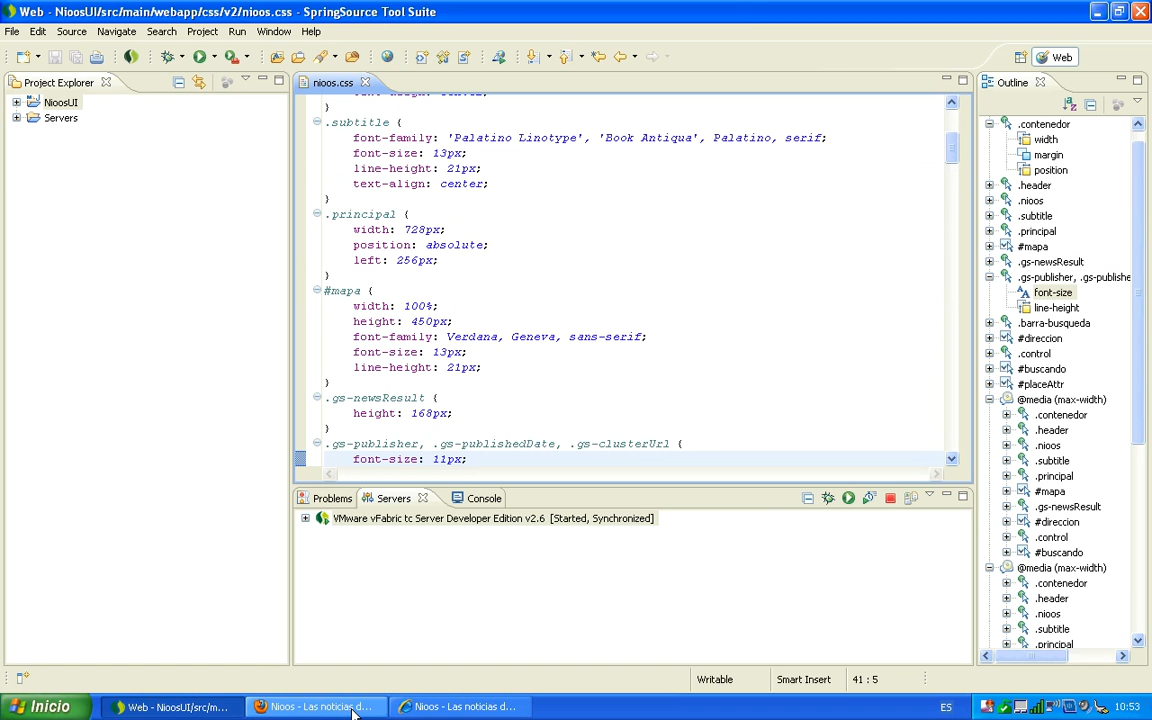 Web - NioosUI/src/main/webapp/css/v2/nioos.css - SpringSource Tool Suite
File Edit Source Navigate Search Project Run Window Help
Web
Project Explorer
NioosUI
Servers
nioos.css
}
.subtitle {
font-family: 'Palatino Linotype', 'Book Antiqua', Palatino, serif;
font-size: 13px;
line-height: 21px;
text-align: center;
}
.principal {
width: 728px;
position: absolute;
left: 256px;
}
#mapa {
width: 100%;
height: 450px;
font-family: Verdana, Geneva, sans-serif;
font-size: 13px;
line-height: 21px;
}
.gs-newsResult {
height: 168px;
}
.gs-publisher, .gs-publishedDate, .gs-clusterUrl {
font-size: 11px;
Outline
.contenedor
width
margin
position
.header
.nioos
.subtitle
.principal
#mapa
.gs-newsResult
.gs-publisher, .gs-publishe
font-size
line-height
.barra-busqueda
#direccion
.control
#buscando
#placeAttr
@media (max-width)
.contenedor
.header
.nioos
.subtitle
.principal
#mapa
.gs-newsResult
#direccion
.control
#buscando
@media (max-width)
.contenedor
.header
.nioos
.subtitle
.principal
Problems Servers Console
VMware vFabric tc Server Developer Edition v2.6 [Started, Synchronized]
Writable Smart Insert 41 : 5
Inicio Web - NioosUI/src/m... Nioos - Las noticias d... Nioos - Las noticias d... ES 10:53